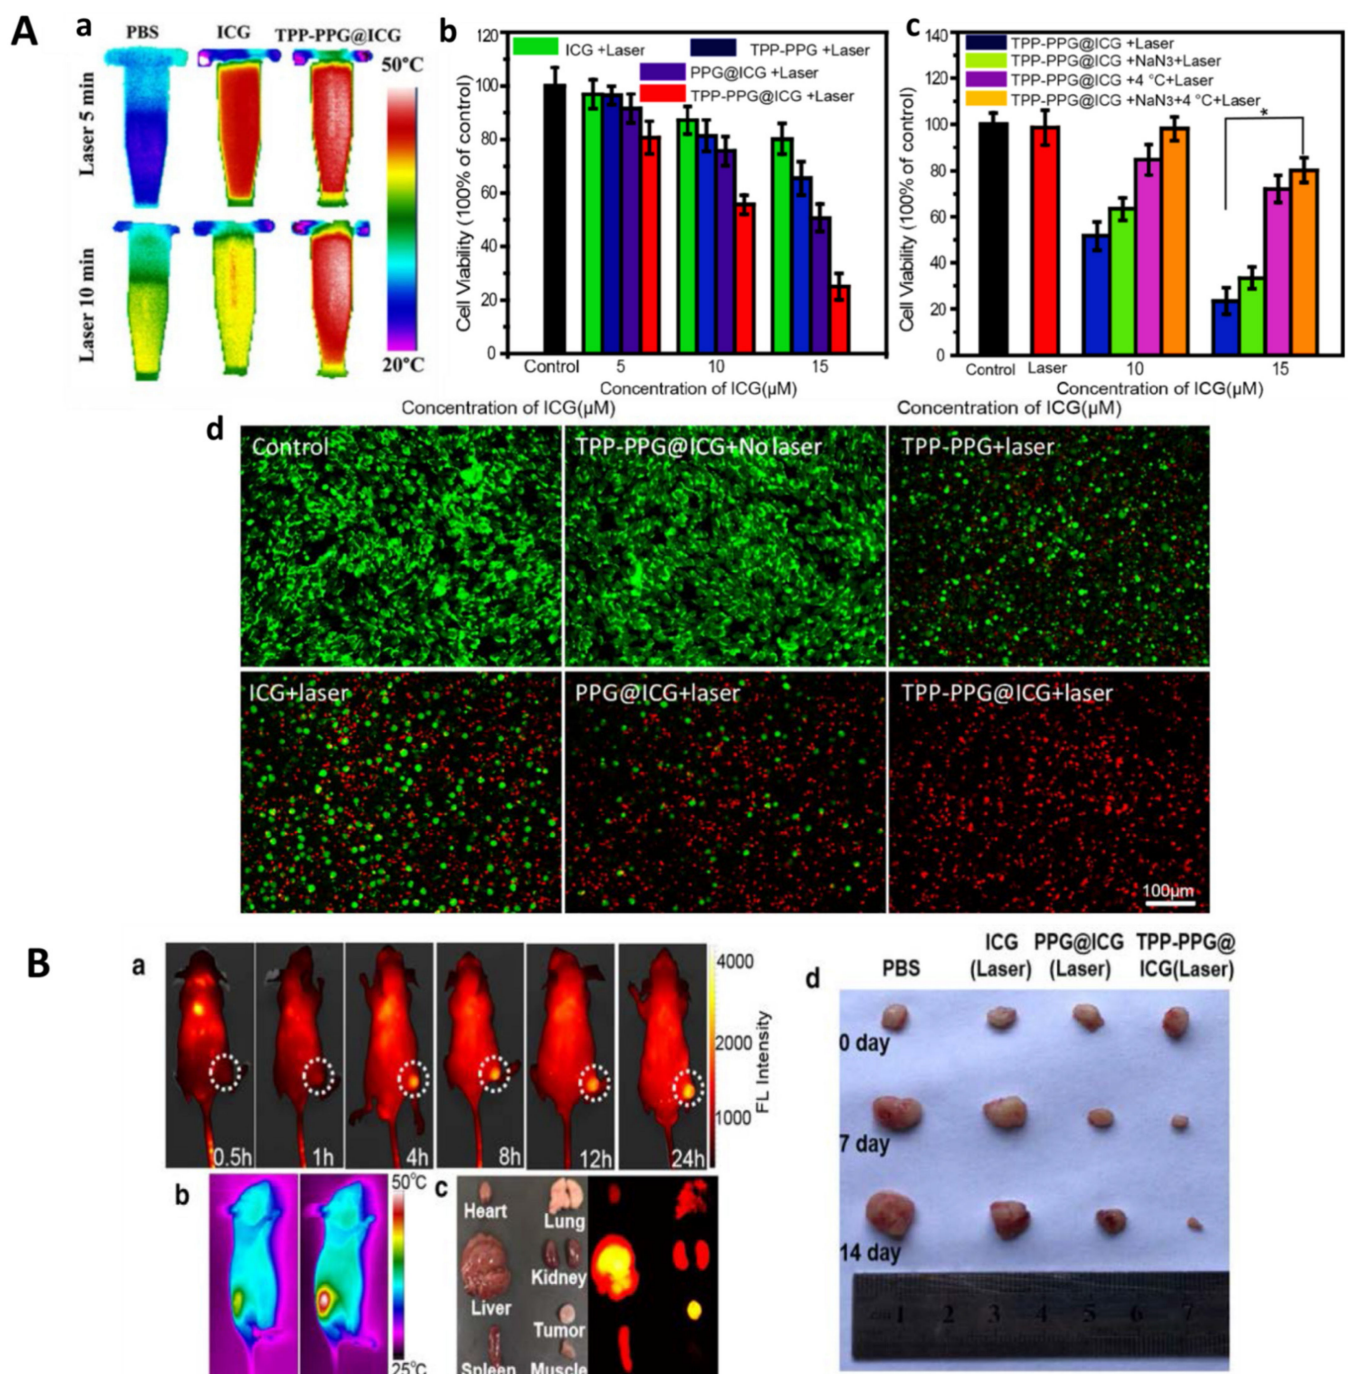 A
a
PBS
ICG
TPP-PPG@ICG
Laser 5 min
Laser 10 min
50°C
20°C
b
ICG +Laser
TPP-PPG +Laser
PPG@ICG +Laser
TPP-PPG@ICG +Laser
Cell Viability (100% of control)
120
100
80
60
40
20
0
Control
5
10
15
Concentration of ICG(μM)
Concentration of ICG(μM)
c
TPP-PPG@ICG +Laser
TPP-PPG@ICG +NaN3+Laser
TPP-PPG@ICG +4 °C+Laser
TPP-PPG@ICG +NaN3+4 °C+Laser
*
Cell Viability (100% of control)
140
120
100
80
60
40
20
0
Control
Laser
10
15
Concentration of ICG(μM)
Concentration of ICG(μM)
d
Control
TPP-PPG@ICG+No laser
TPP-PPG+laser
ICG+laser
PPG@ICG+laser
TPP-PPG@ICG+laser
100μm
B
a
0.5h
1h
4h
8h
12h
24h
4000
2000
1000
FL Intensity
b
50°C
25°C
c
Heart
Lung
Kidney
Liver
Tumor
Spleen
Muscle
d
PBS
ICG
(Laser)
PPG@ICG
(Laser)
TPP-PPG@
ICG(Laser)
0 day
7 day
14 day
cm 1 2 3 4 5 6 7